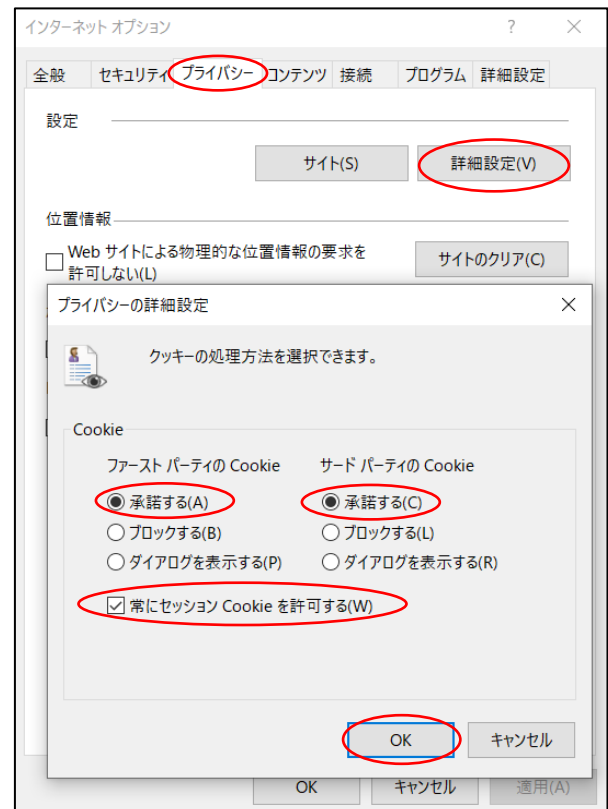 インターネット オプション ? ×
全般 セキュリティ プライバシー コンテンツ 接続 プログラム 詳細設定
設定
サイト(S) 詳細設定(V)
位置情報
Web サイトによる物理的な位置情報の要求を
許可しない(L)
サイトのクリア(C)
プライバシーの詳細設定 ×
クッキーの処理方法を選択できます。
Cookie
ファースト パーティの Cookie サード パーティの Cookie
承諾する(A) 承諾する(C)
ブロックする(B) ブロックする(L)
ダイアログを表示する(P) ダイアログを表示する(R)
常にセッション Cookie を許可する(W)
OK キャンセル
OK キャンセル 適用(A)